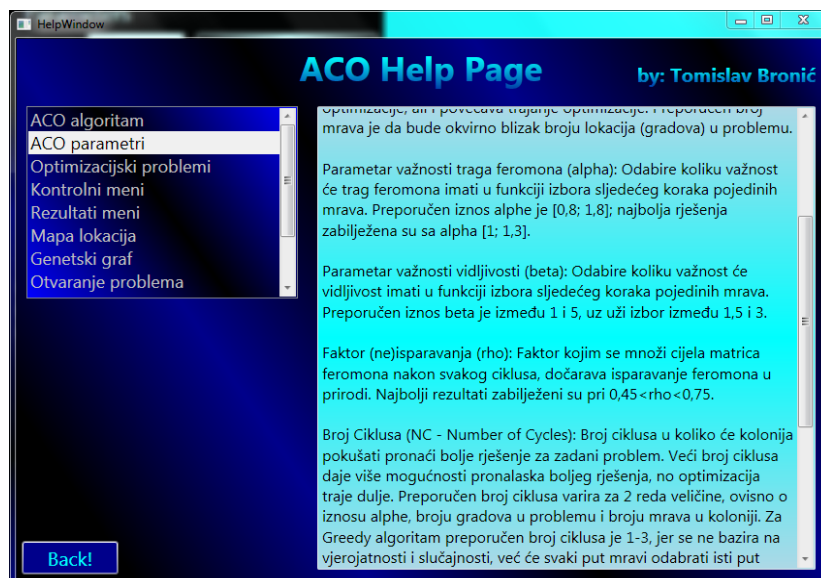 HelpWindow
ACO Help Page
by: Tomislav Bronić
ACO algoritam
ACO parametri
Optimizacijski problemi
Kontrolni meni
Rezultati meni
Mapa lokacija
Genetski graf
Otvaranje problema
Back!
optimizacije, ali i povećava trajanje optimizacije. Preporučen broj
mrava je da bude okvirno blizak broju lokacija (gradova) u problemu.
Parametar važnosti traga feromona (alpha): Odabire koliku važnost
će trag feromona imati u funkciji izbora sljedećeg koraka pojedinih
mrava. Preporučen iznos alphe je [0,8; 1,8]; najbolja rješenja
zabilježena su sa alpha [1; 1,3].
Parametar važnosti vidljivosti (beta): Odabire koliku važnost će
vidljivost imati u funkciji izbora sljedećeg koraka pojedinih mrava.
Preporučen iznos beta je između 1 i 5, uz uži izbor između 1,5 i 3.
Faktor (ne)isparavanja (rho): Faktor kojim se množi cijela matrica
feromona nakon svakog ciklusa, dočarava isparavanje feromona u
prirodi. Najbolji rezultati zabilježeni su pri 0,45<rho<0,75.
Broj Ciklusa (NC - Number of Cycles): Broj ciklusa u koliko će kolonija
pokušati pronaći bolje rješenje za zadani problem. Veći broj ciklusa
daje više mogućnosti pronalaska boljeg rješenja, no optimizacija
traje dulje. Preporučen broj ciklusa varira za 2 reda veličine, ovisno o
iznosu alphe, broju gradova u problemu i broju mrava u koloniji. Za
Greedy algoritam preporučen broj ciklusa je 1-3, jer se ne bazira na
vjerojatnosti i slučajnosti, već će svaki put mravi odabrati isti put